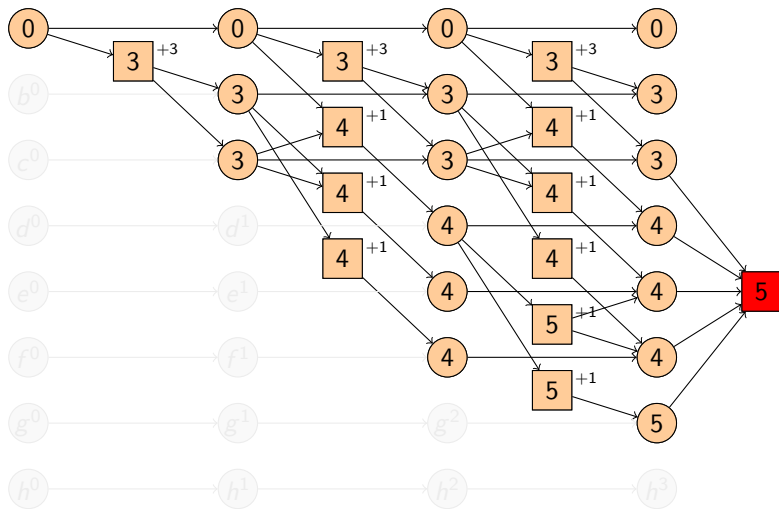 0 0 0 0
3 +3 3 +3 3 +3
b⁰ 3 3 3
4 +1 4 +1
c⁰ 3 3 3
4 +1 4 +1
d⁰ d¹ 4 4
4 +1 4 +1
e⁰ e¹ 4 4 5
5 +1
f⁰ f¹ 4 4
5 +1
g⁰ g¹ g² 5
h⁰ h¹ h² h³